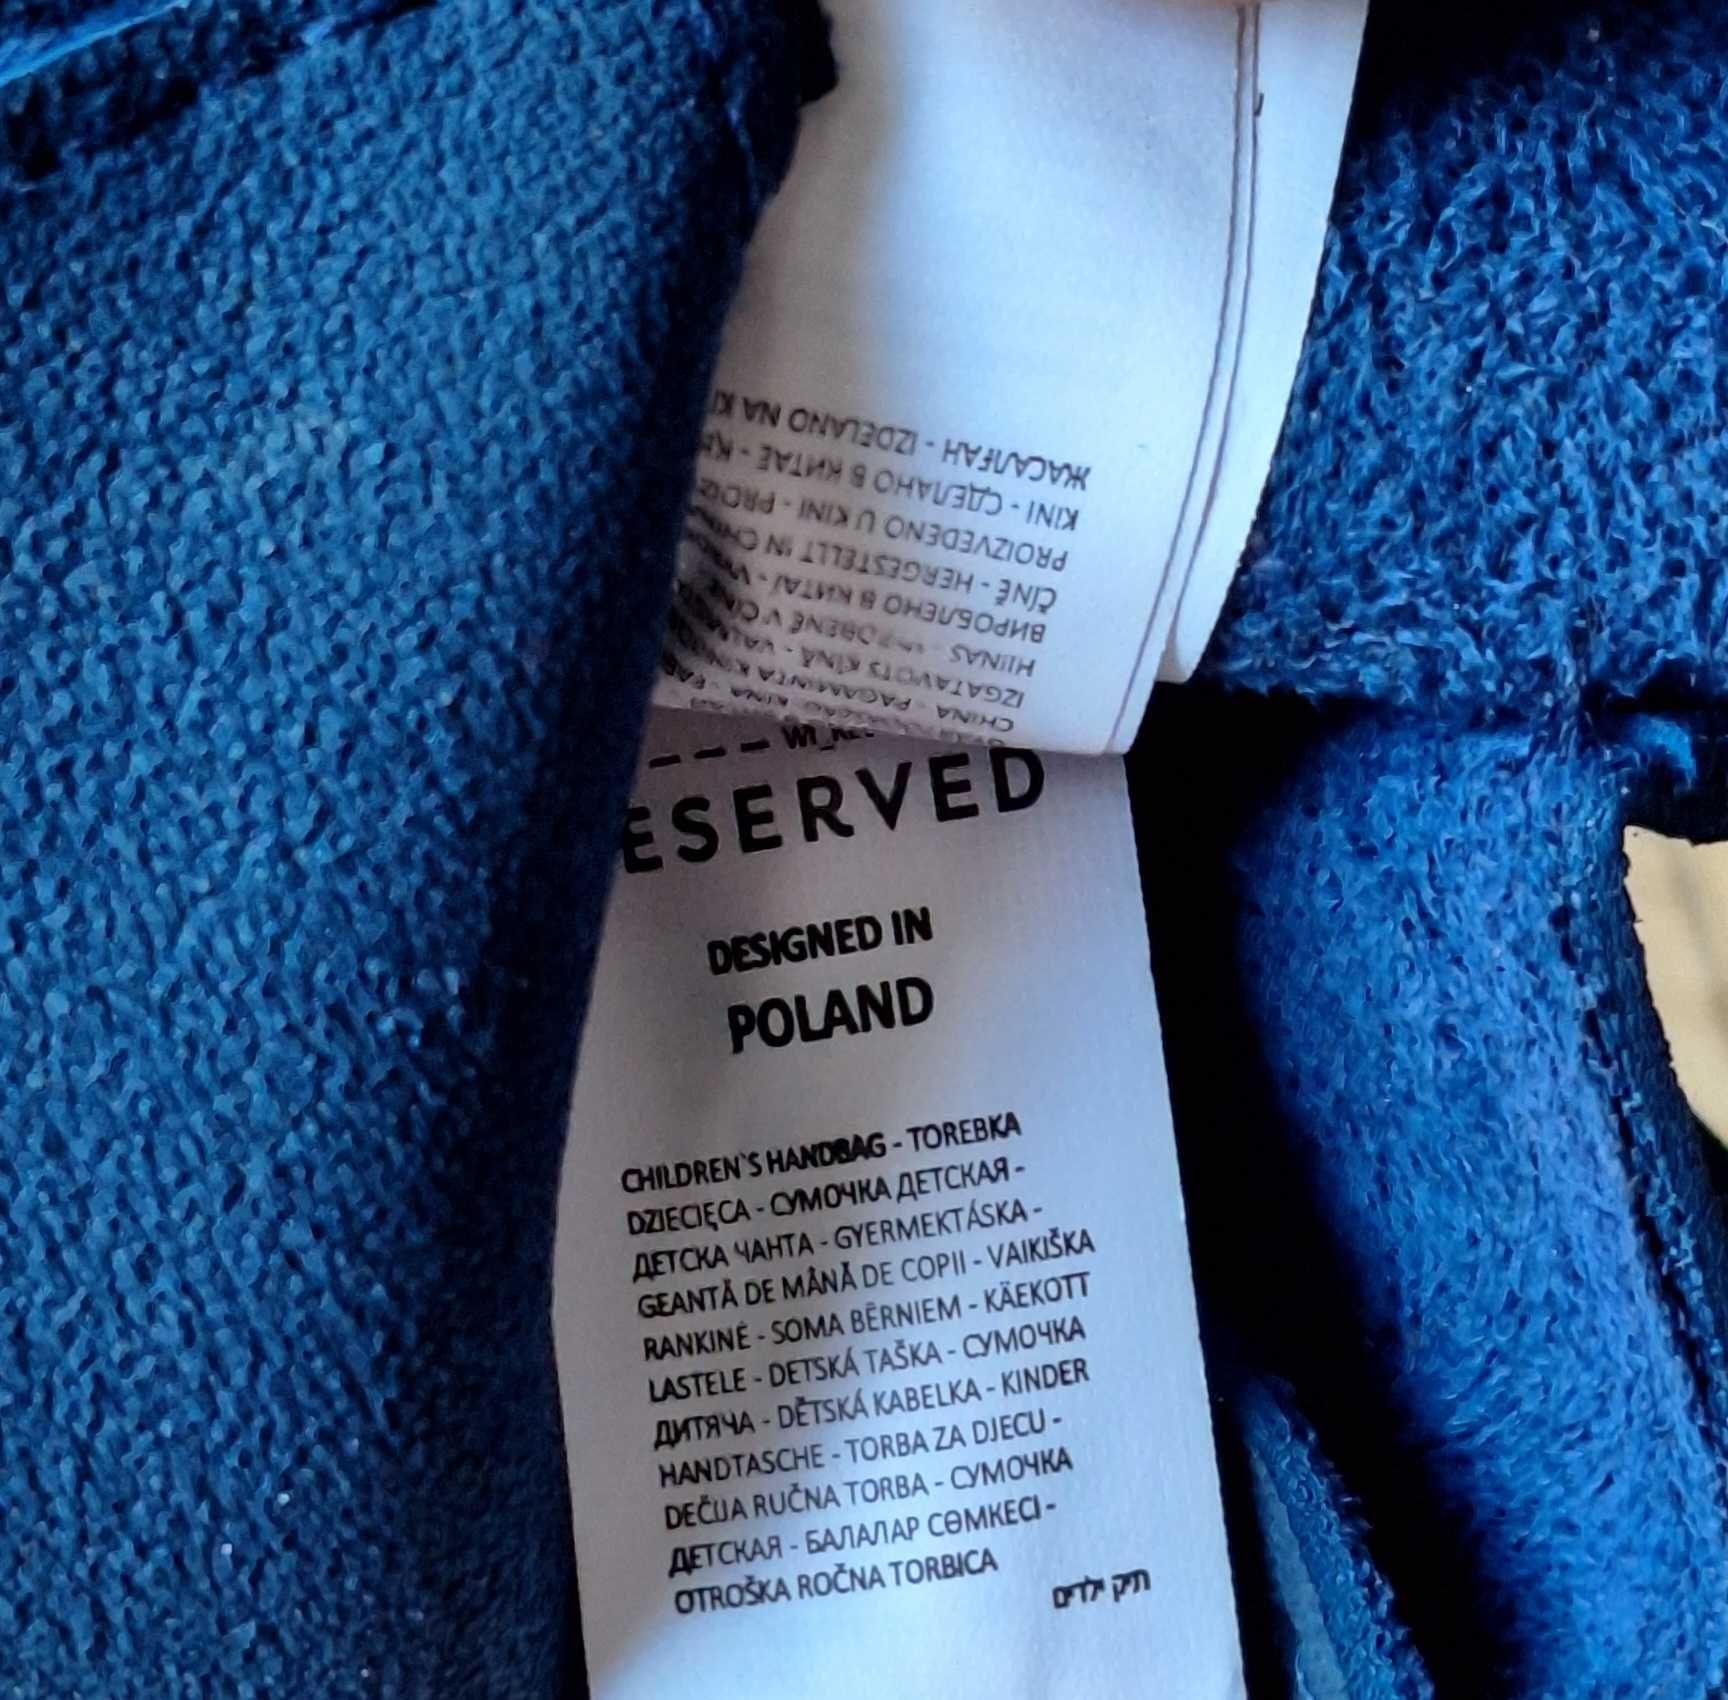 ЖАСАЛҒАН - IZDELANO NA
KINI - СДЕЛАНО В КИТАЕ -
PROIZVEDENO U KINI -
ČÍNĚ - HERGESTELLT IN
ВИРОБЛЕНО В КИТАЇ -
HIINAS
IZGATAVOTS ĶĪNĀ -
CHINA - PAGAMINTA
ESERVED
DESIGNED IN
POLAND
CHILDREN`S HANDBAG - TOREBKA
DZIECIĘCA - СУМОЧКА ДЕТСКАЯ -
ДЕТСКА ЧАНТА - GYERMEKTÁSKA -
GEANTĂ DE MÂNĂ DE COPII - VAIKIŠKA
RANKINĖ - SOMA BĒRNIEM - KÄEKOTT
LASTELE - DETSKÁ TAŠKA - СУМОЧКА
ДИТЯЧА - DĚTSKÁ KABELKA - KINDER
HANDTASCHE - TORBA ZA DJECU -
DEČIJA RUČNA TORBA - СУМОЧКА
ДЕТСКАЯ - БАЛАЛАР СӨМКЕСІ -
OTROŠKA ROČNA TORBICA
תיק ילדים